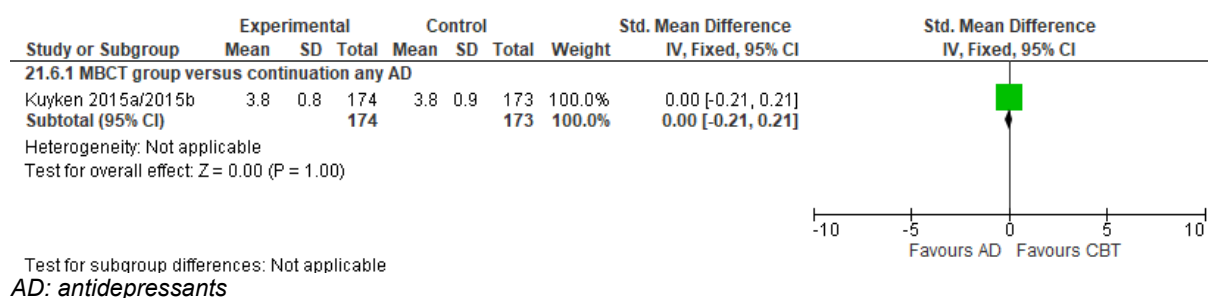 Experimental Control Std. Mean Difference Std. Mean Difference
Study or Subgroup Mean SD Total Mean SD Total Weight IV, Fixed, 95% CI IV, Fixed, 95% CI
21.6.1 MBCT group versus continuation any AD
Kuyken 2015a/2015b 3.8 0.8 174 3.8 0.9 173 100.0% 0.00 [-0.21, 0.21]
Subtotal (95% CI) 174 173 100.0% 0.00 [-0.21, 0.21]
Heterogeneity: Not applicable
Test for overall effect: Z = 0.00 (P = 1.00)
-10 -5 0 5 10
Favours AD Favours CBT
Test for subgroup differences: Not applicable
AD: antidepressants